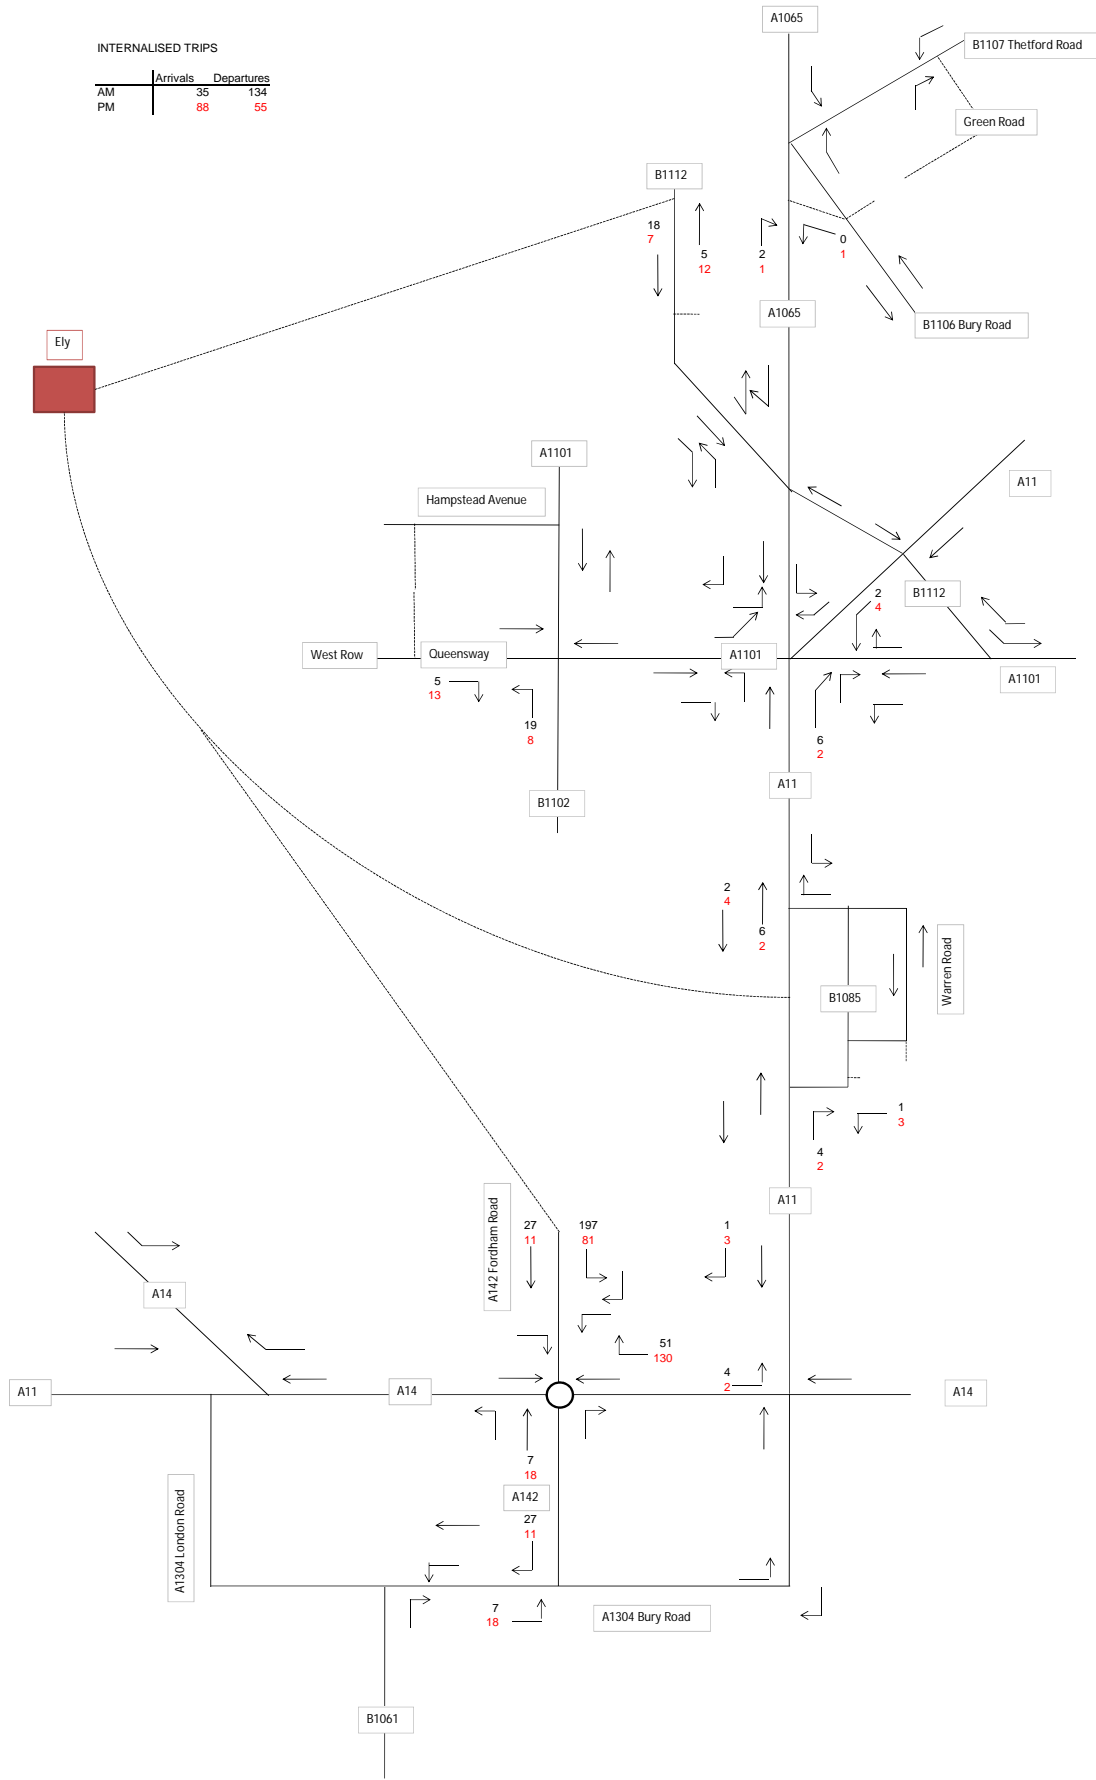 A1065
B1107 Thetford Road
INTERNALISED TRIPS
Arrivals Departures
AM 35 134
PM 88 55
Green Road
B1112
18
7
5
12
2
1
0
1
A1065
B1106 Bury Road
Ely
A1101
A11
Hampstead Avenue
B1112
2
4
West Row
Queensway
A1101
A1101
5
13
19
8
6
2
A11
B1102
2
4
6
2
Warren Road
B1085
1
3
4
2
A11
A142 Fordham Road
27
11
197
81
1
3
A14
51
130
4
2
A11
A14
A14
7
18
A142
27
11
A1304 London Road
7
18
A1304 Bury Road
B1061